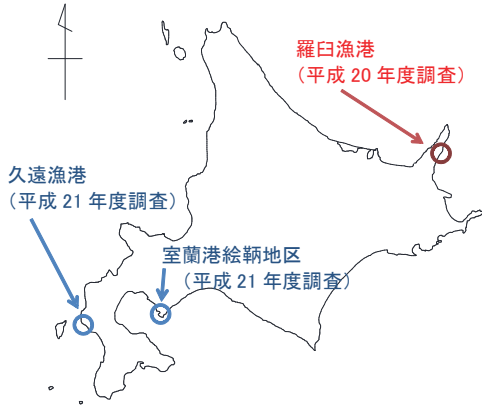 羅臼漁港
（平成 20 年度調査）
久遠漁港
（平成 21 年度調査）
室蘭港絵鞆地区
（平成 21 年度調査）